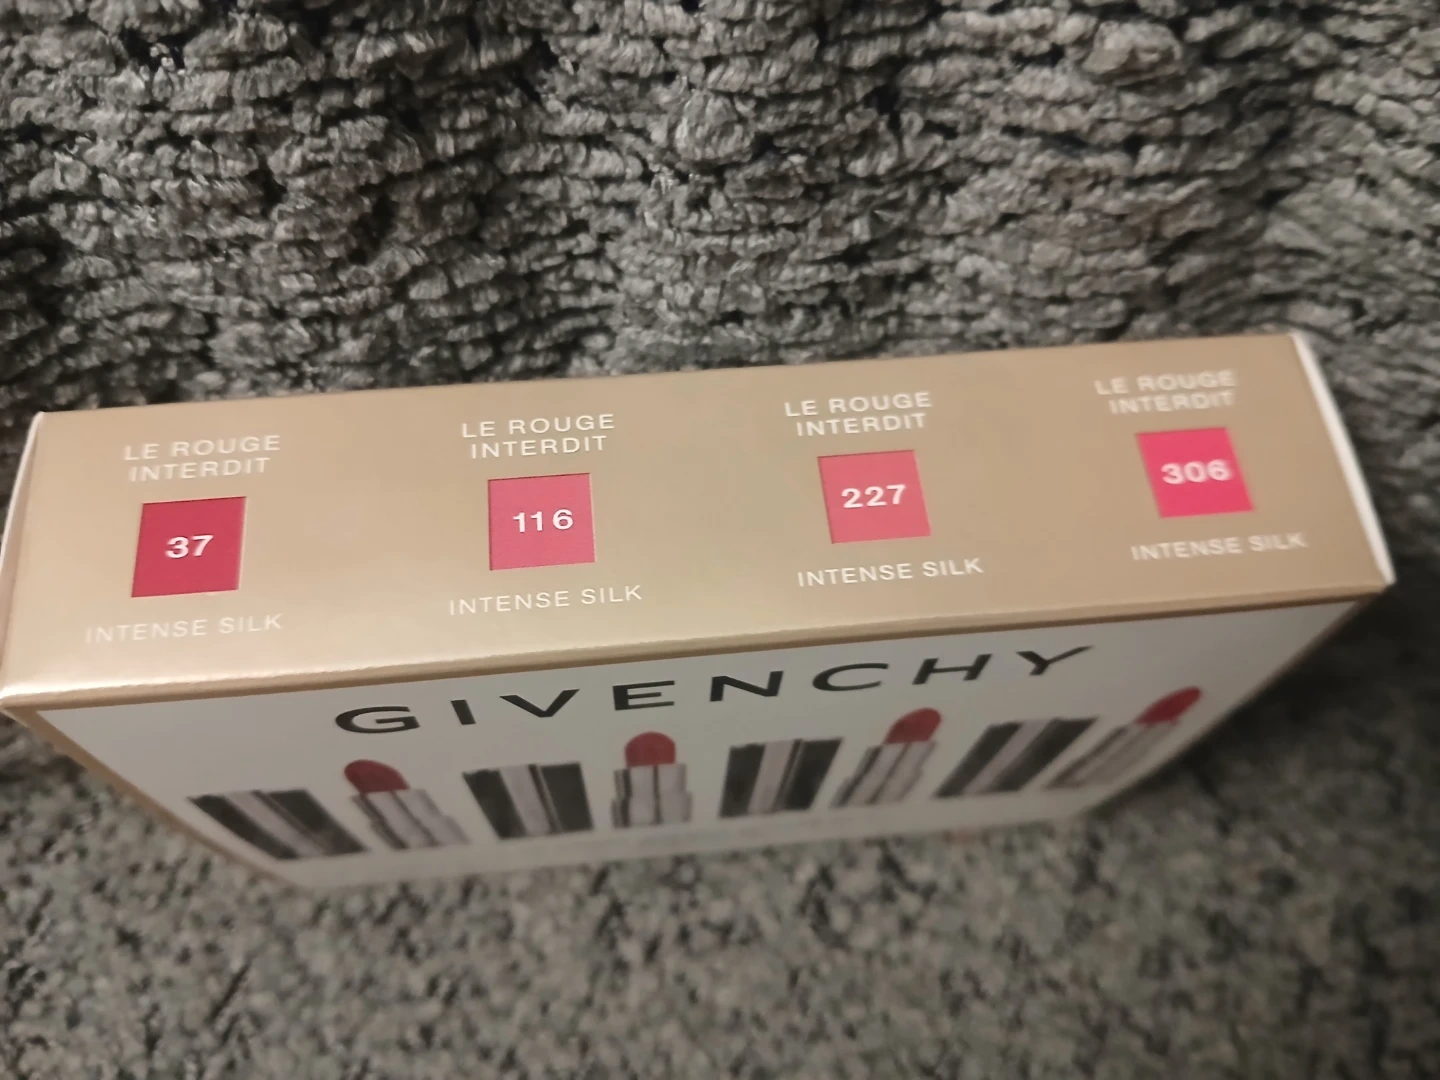 LE ROUGE
INTERDIT
37
INTENSE SILK
LE ROUGE
INTERDIT
116
INTENSE SILK
LE ROUGE
INTERDIT
227
INTENSE SILK
LE ROUGE
INTERDIT
306
INTENSE SILK
GIVENCHY